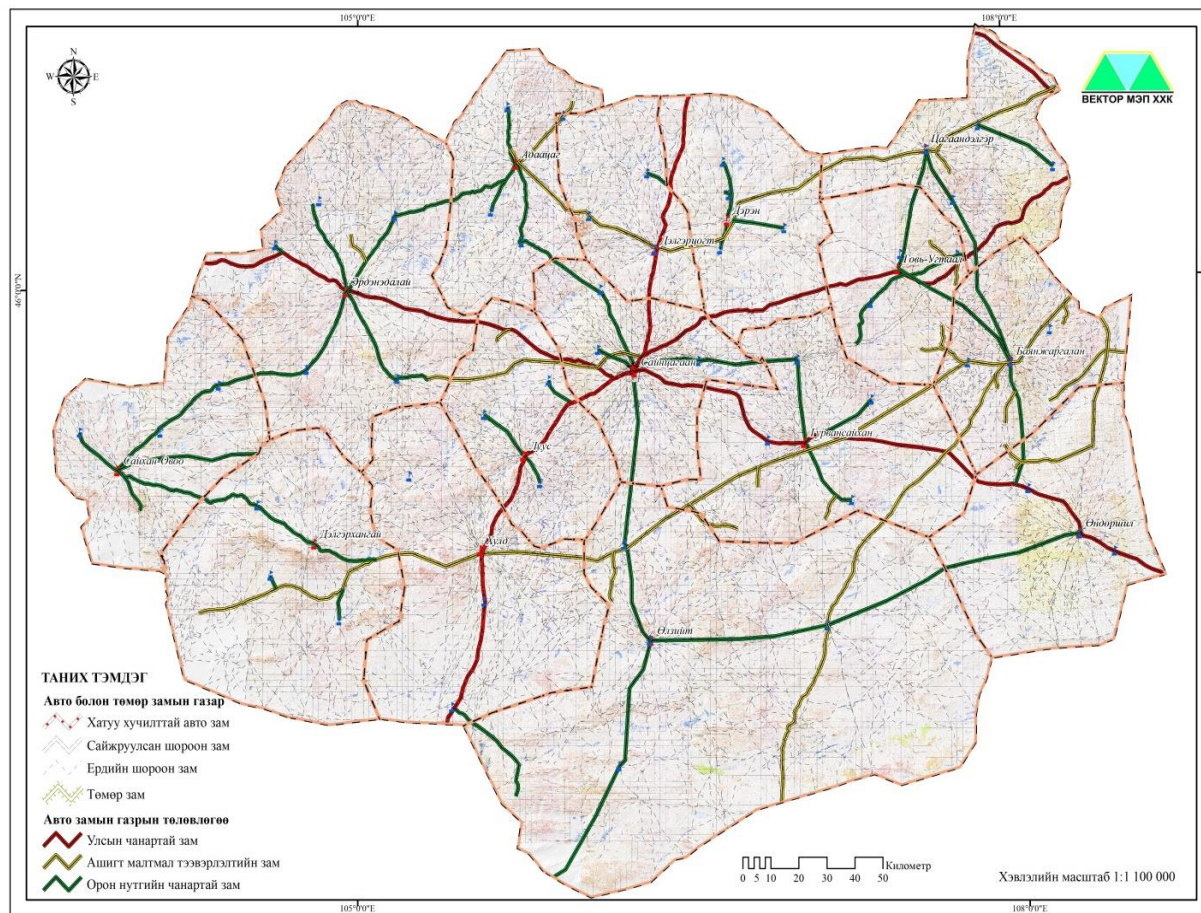 105°0'0"E
108°0'0"E
N
W
E
S
ВЕКТОР МЭП ХХК
Цагаандэлгэр
Адаацаг
Дэрэн
Дэлгэрцогт
Говь-Угтаал
Эрдэнэдалай
46°0'0"N
Баянжаргалан
Сайнцагаан
Гурвансайхан
Луус
Сайхан-Овоо
Өндөршил
Дэлгэрхангай
Хулд
Өлзийт
ТАНИХ ТЭМДЭГ
Авто болон төмөр замын газар
Хатуу хучилттай авто зам
Сайжруулсан шороон зам
Ердийн шороон зам
Төмөр зам
Авто замын газрын төлөвлөгөө
Улсын чанартай зам
Ашигт малтмал тээвэрлэлтийн зам
Орон нутгийн чанартай зам
Километр
0 5 10 20 30 40 50
Хэвлэлийн масштаб 1:1 100 000
105°0'0"E
108°0'0"E